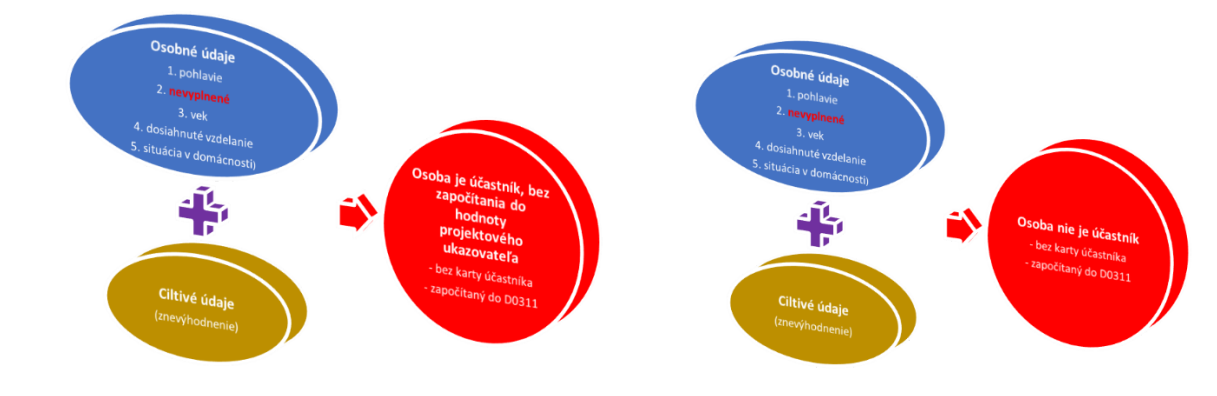 Osobné údaje
1. pohlavie
2. nevyplnené
3. vek
4. dosiahnuté vzdelanie
5. situácia v domácnosti)
Ciltivé údaje
(znevýhodnenie)
Osoba je účastník, bez
započítania do
hodnoty
projektového
ukazovateľa
- bez karty účastníka
- započítaný do D0311
Osobné údaje
1. pohlavie
2. nevyplnené
3. vek
4. dosiahnuté vzdelanie
5. situácia v domácnosti)
Ciltivé údaje
(znevýhodnenie)
Osoba nie je účastník
- bez karty účastníka
- započítaný do D0311